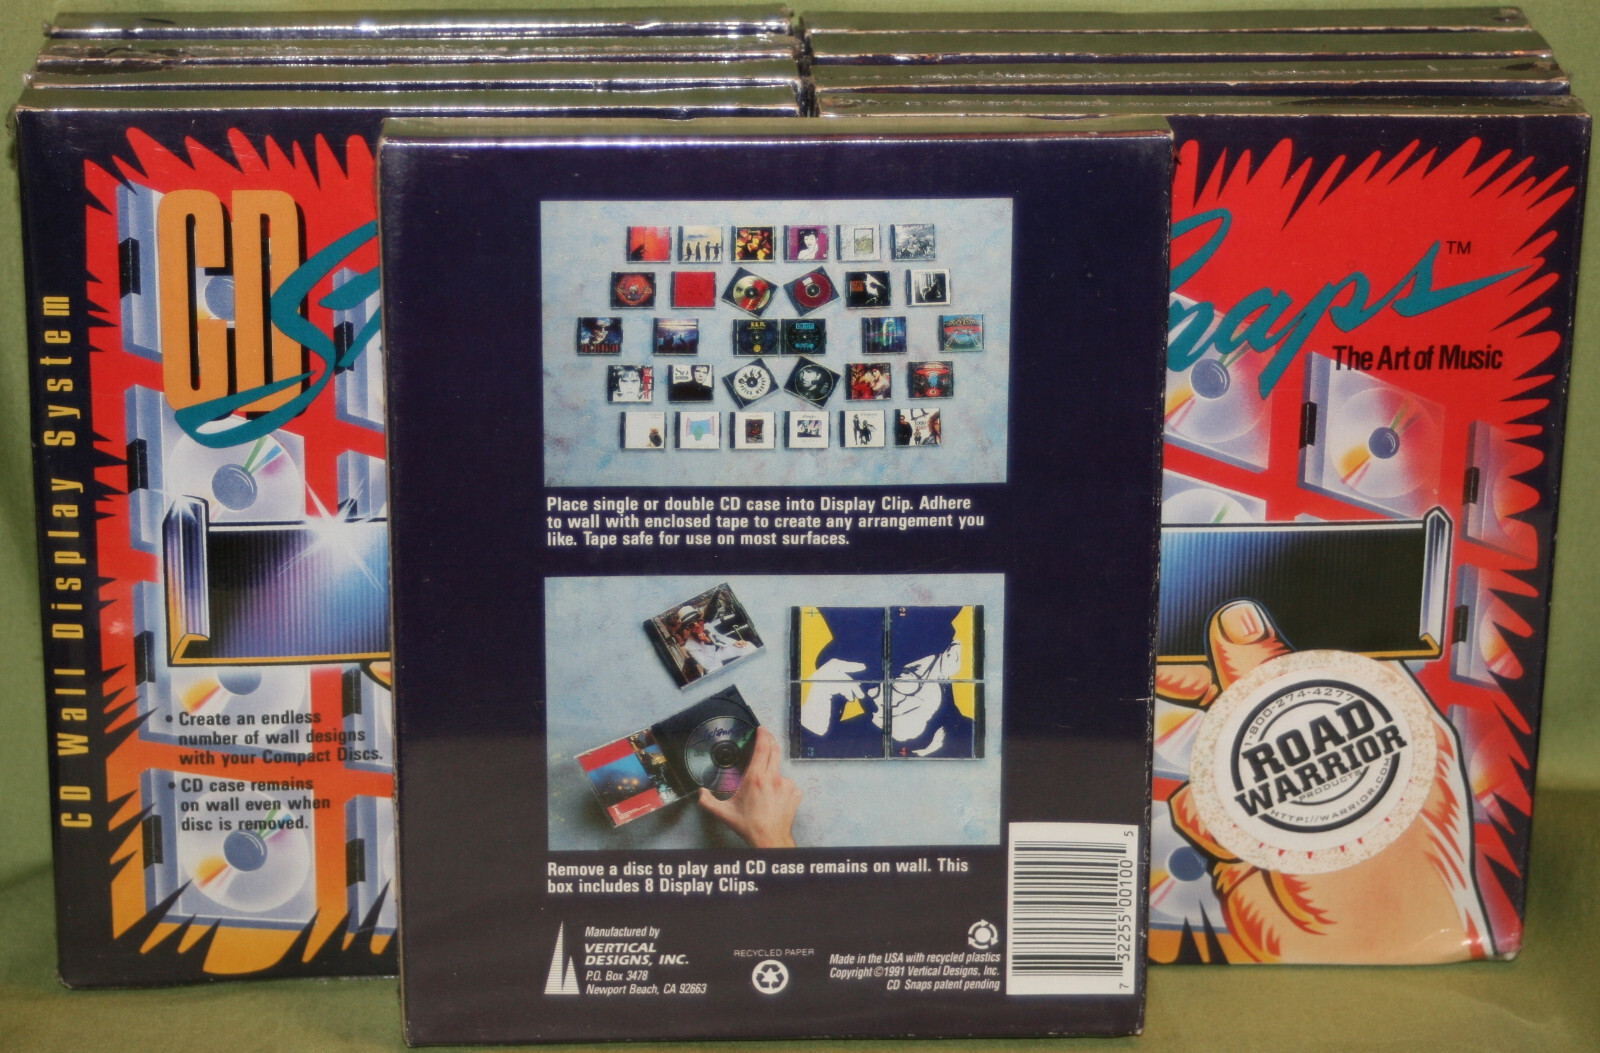 CD Wall Display System
CD
Snaps™
The Art of Music
• Create an endless
number of wall designs
with your Compact Discs.
• CD case remains
on wall even when
disc is removed.
Place single or double CD case into Display Clip. Adhere
to wall with enclosed tape to create any arrangement you
like. Tape safe for use on most surfaces.
Remove a disc to play and CD case remains on wall. This
box includes 8 Display Clips.
Manufactured by
VERTICAL
DESIGNS, INC.
P.O. Box 3478
Newport Beach, CA 92663
RECYCLED PAPER
Made in the USA with recycled plastics
Copyright ©1991 Vertical Designs, Inc.
CD Snaps patent pending
7 32255 00100 5
1-800-274-4277
ROAD
WARRIOR
PRODUCTS
HTTP://WARRIOR.COM